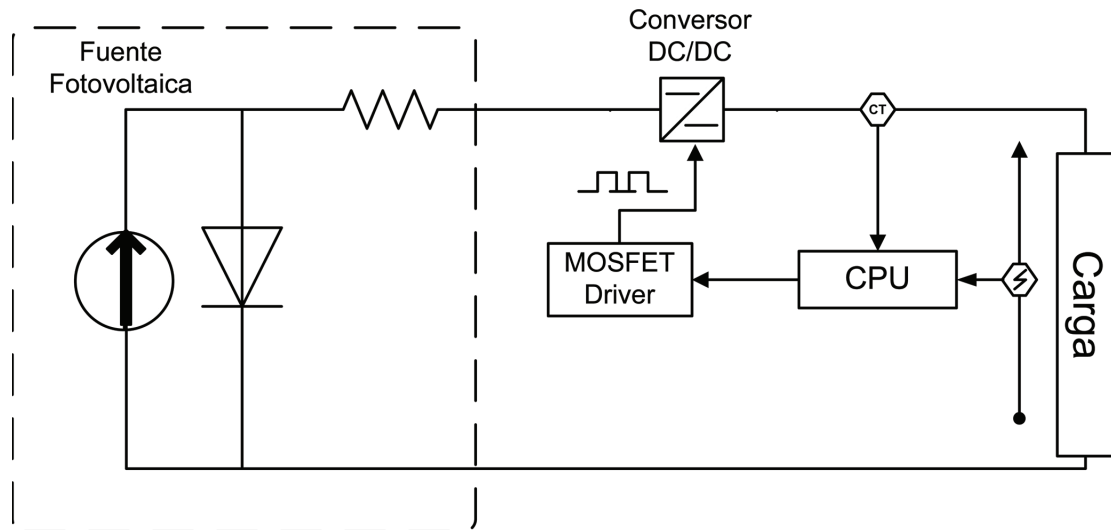 Fuente
Fotovoltaica
Conversor
DC/DC
CT
MOSFET
Driver
CPU
Carga